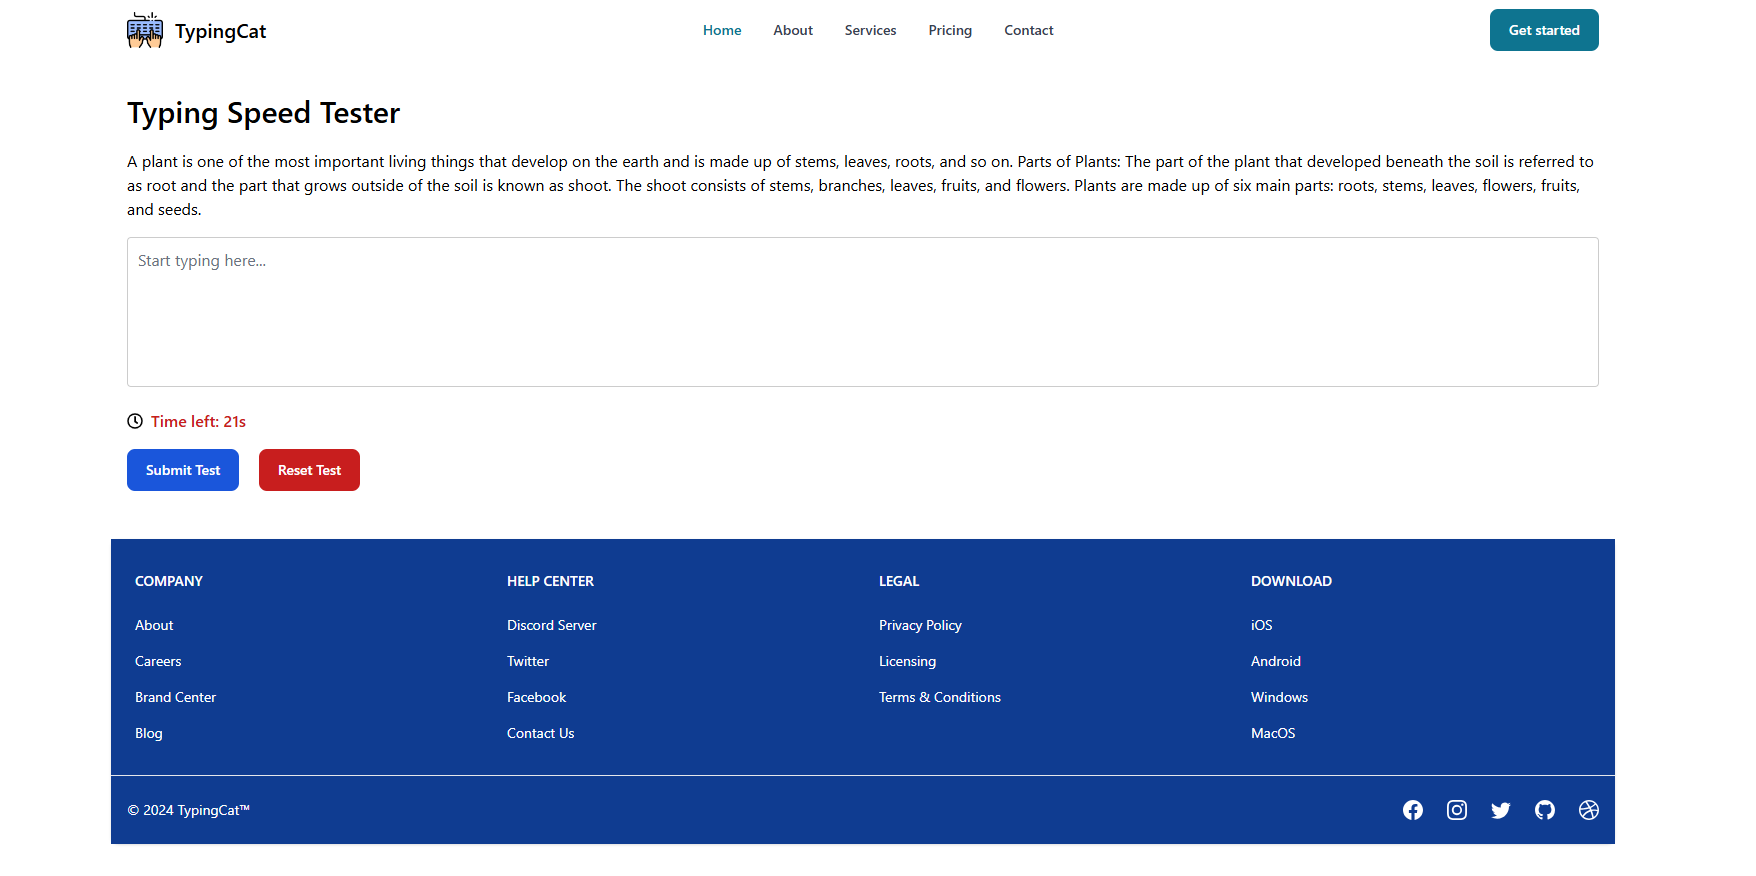 TypingCat
Home About Services Pricing Contact
Get started
Typing Speed Tester
A plant is one of the most important living things that develop on the earth and is made up of stems, leaves, roots, and so on. Parts of Plants: The part of the plant that developed beneath the soil is referred to
as root and the part that grows outside of the soil is known as shoot. The shoot consists of stems, branches, leaves, fruits, and flowers. Plants are made up of six main parts: roots, stems, leaves, flowers, fruits,
and seeds.
Start typing here...
Time left: 21s
Submit Test Reset Test
COMPANY
About
Careers
Brand Center
Blog
HELP CENTER
Discord Server
Twitter
Facebook
Contact Us
LEGAL
Privacy Policy
Licensing
Terms & Conditions
DOWNLOAD
iOS
Android
Windows
MacOS
© 2024 TypingCat™